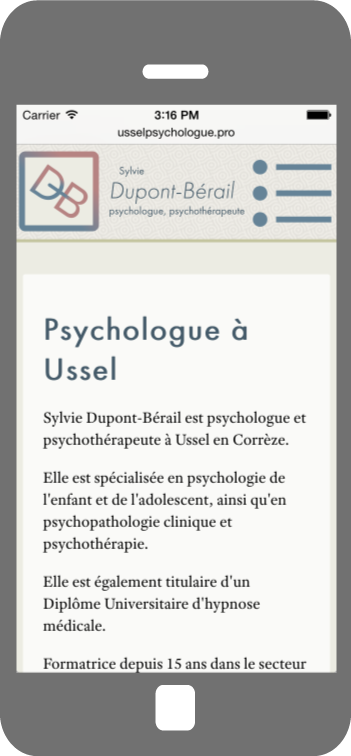 Carrier 3:16 PM
usselpsychologue.pro
DB
Sylvie
Dupont-Bérail
psychologue, psychothérapeute
Psychologue à
Ussel
Sylvie Dupont-Bérail est psychologue et
psychothérapeute à Ussel en Corrèze.
Elle est spécialisée en psychologie de
l'enfant et de l'adolescent, ainsi qu'en
psychopathologie clinique et
psychothérapie.
Elle est également titulaire d'un
Diplôme Universitaire d'hypnose
médicale.
Formatrice depuis 15 ans dans le secteur